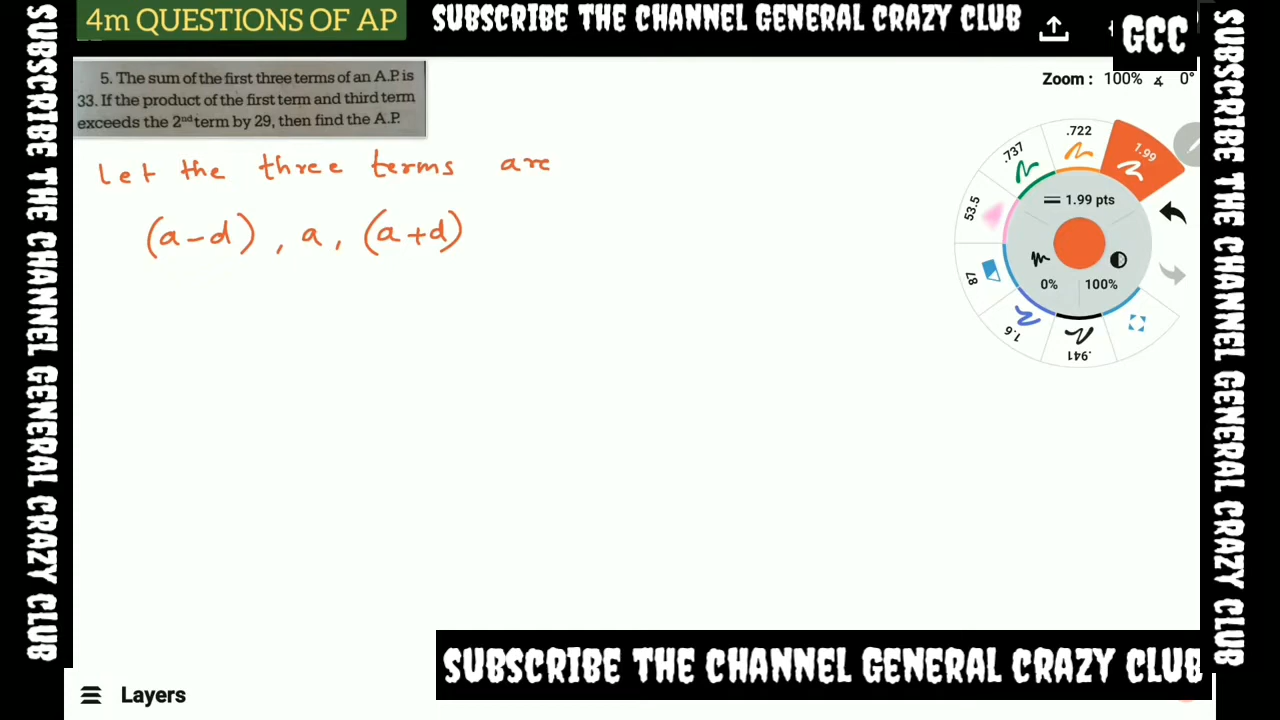 4m QUESTIONS OF AP
SUBSCRIBE THE CHANNEL GENERAL CRAZY CLUB
GCC
Zoom : 100% ∡ 0°
5. The sum of the first three terms of an A.P. is
33. If the product of the first term and third term
exceeds the 2nd term by 29, then find the A.P.
Let the three terms are
(a-d) , a, (a+d)
.737
.722
1.99
53.5
1.99 pts
87
0%
100%
1.6
.941
SUBSCRIBE THE CHANNEL GENERAL CRAZY CLUB
SUBSCRIBE THE CHANNEL GENERAL CRAZY CLUB
SUBSCRIBE THE CHANNEL GENERAL CRAZY CLUB
Layers